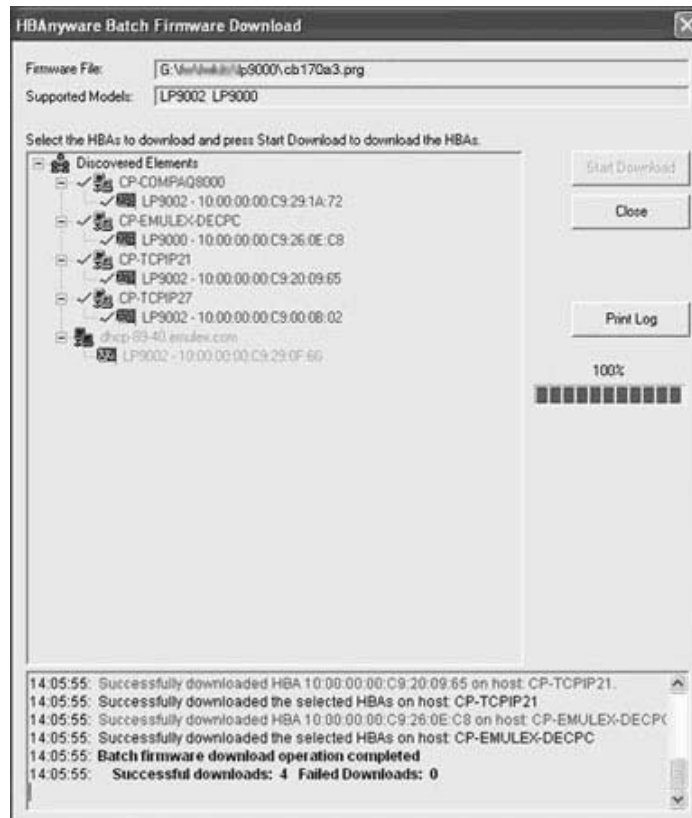 HBAnyware Batch Firmware Download
Firmware File:
G:\lp9000\cb170a3.prg
Supported Models:
LP9002 LP9000
Select the HBAs to download and press Start Download to download the HBAs.
Discovered Elements
CP-COMPAQ8000
LP9002 - 10:00:00:00:C9:29:1A:72
CP-EMULEX-DECPC
LP9000 - 10:00:00:00:C9:26:0E:C8
CP-TCPIP21
LP9002 - 10:00:00:00:C9:20:09:65
CP-TCPIP27
LP9002 - 10:00:00:00:C9:00:0B:02
dhcp-89-40.emulex.com
LP9002 - 10:00:00:00:C9:29:0F:66
Start Download
Close
Print Log
100%
14:05:55: Successfully downloaded HBA 10:00:00:00:C9:20:09:65 on host CP-TCPIP21.
14:05:55: Successfully downloaded the selected HBAs on host: CP-TCPIP21
14:05:55: Successfully downloaded HBA 10:00:00:00:C9:26:0E:C8 on host: CP-EMULEX-DECP
14:05:55: Successfully downloaded the selected HBAs on host: CP-EMULEX-DECPC
14:05:55: Batch firmware download operation completed
14:05:55: Successful downloads: 4 Failed Downloads: 0